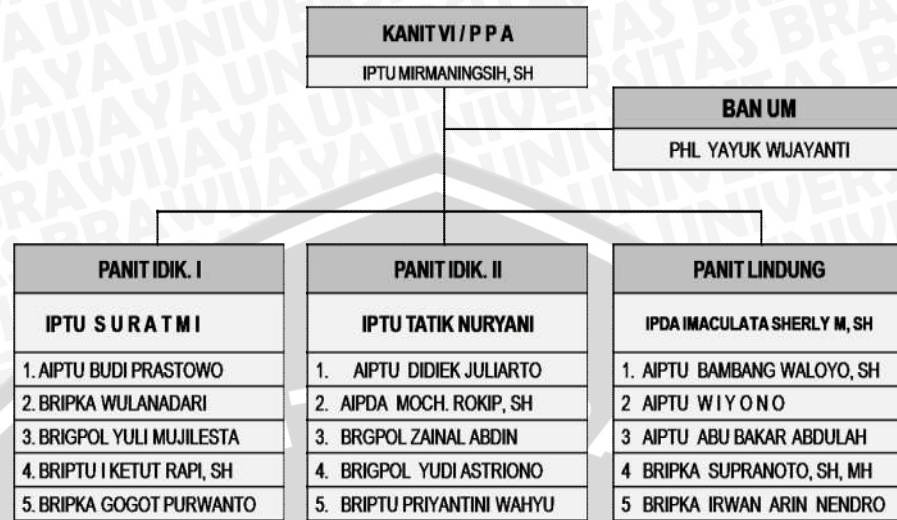 KANIT VI / P P A
IPTU MIRMANINGSIH, SH
BAN UM
PHL YAYUK WIJAYANTI
PANIT IDIK. I
IPTU S U R A T M I
1. AIPTU BUDI PRASTOWO
2. BRIPKA WULANADARI
3. BRIGPOL YULI MUJILESTA
4. BRIPTU I KETUT RAPI, SH
5. BRIPKA GOGOT PURWANTO
PANIT IDIK. II
IPTU TATIK NURYANI
1. AIPTU DIDIEK JULIARTO
2. AIPDA MOCH. ROKIP, SH
3. BRGPOL ZAINAL ABDIN
4. BRIGPOL YUDI ASTRIONO
5. BRIPTU PRIYANTINI WAHYU
PANIT LINDUNG
IPDA IMACULATA SHERLY M, SH
1. AIPTU BAMBANG WALOYO, SH
2 AIPTU W I Y O N O
3 AIPTU ABU BAKAR ABDULAH
4 BRIPKA SUPRANOTO, SH, MH
5 BRIPKA IRWAN ARIN NENDRO